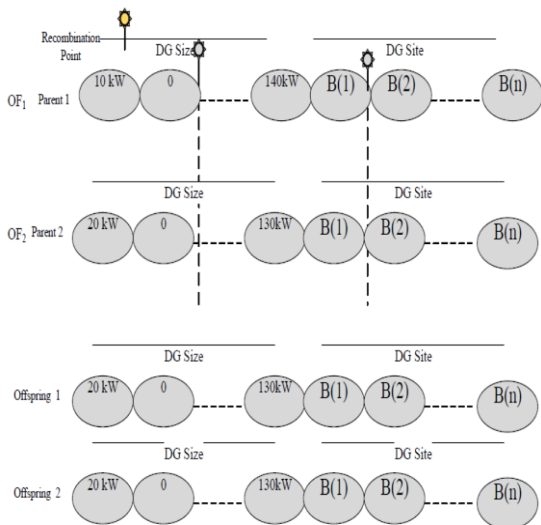 Recombination
Point
DG Size
DG Site
OF1 Parent 1
10 kW 0 140kW B(1) B(2) B(n)
DG Size
DG Site
OF2 Parent 2
20 kW 0 130kW B(1) B(2) B(n)
DG Size
DG Site
Offspring 1
20 kW 0 130kW B(1) B(2) B(n)
DG Size
DG Site
Offspring 2
20 kW 0 130kW B(1) B(2) B(n)